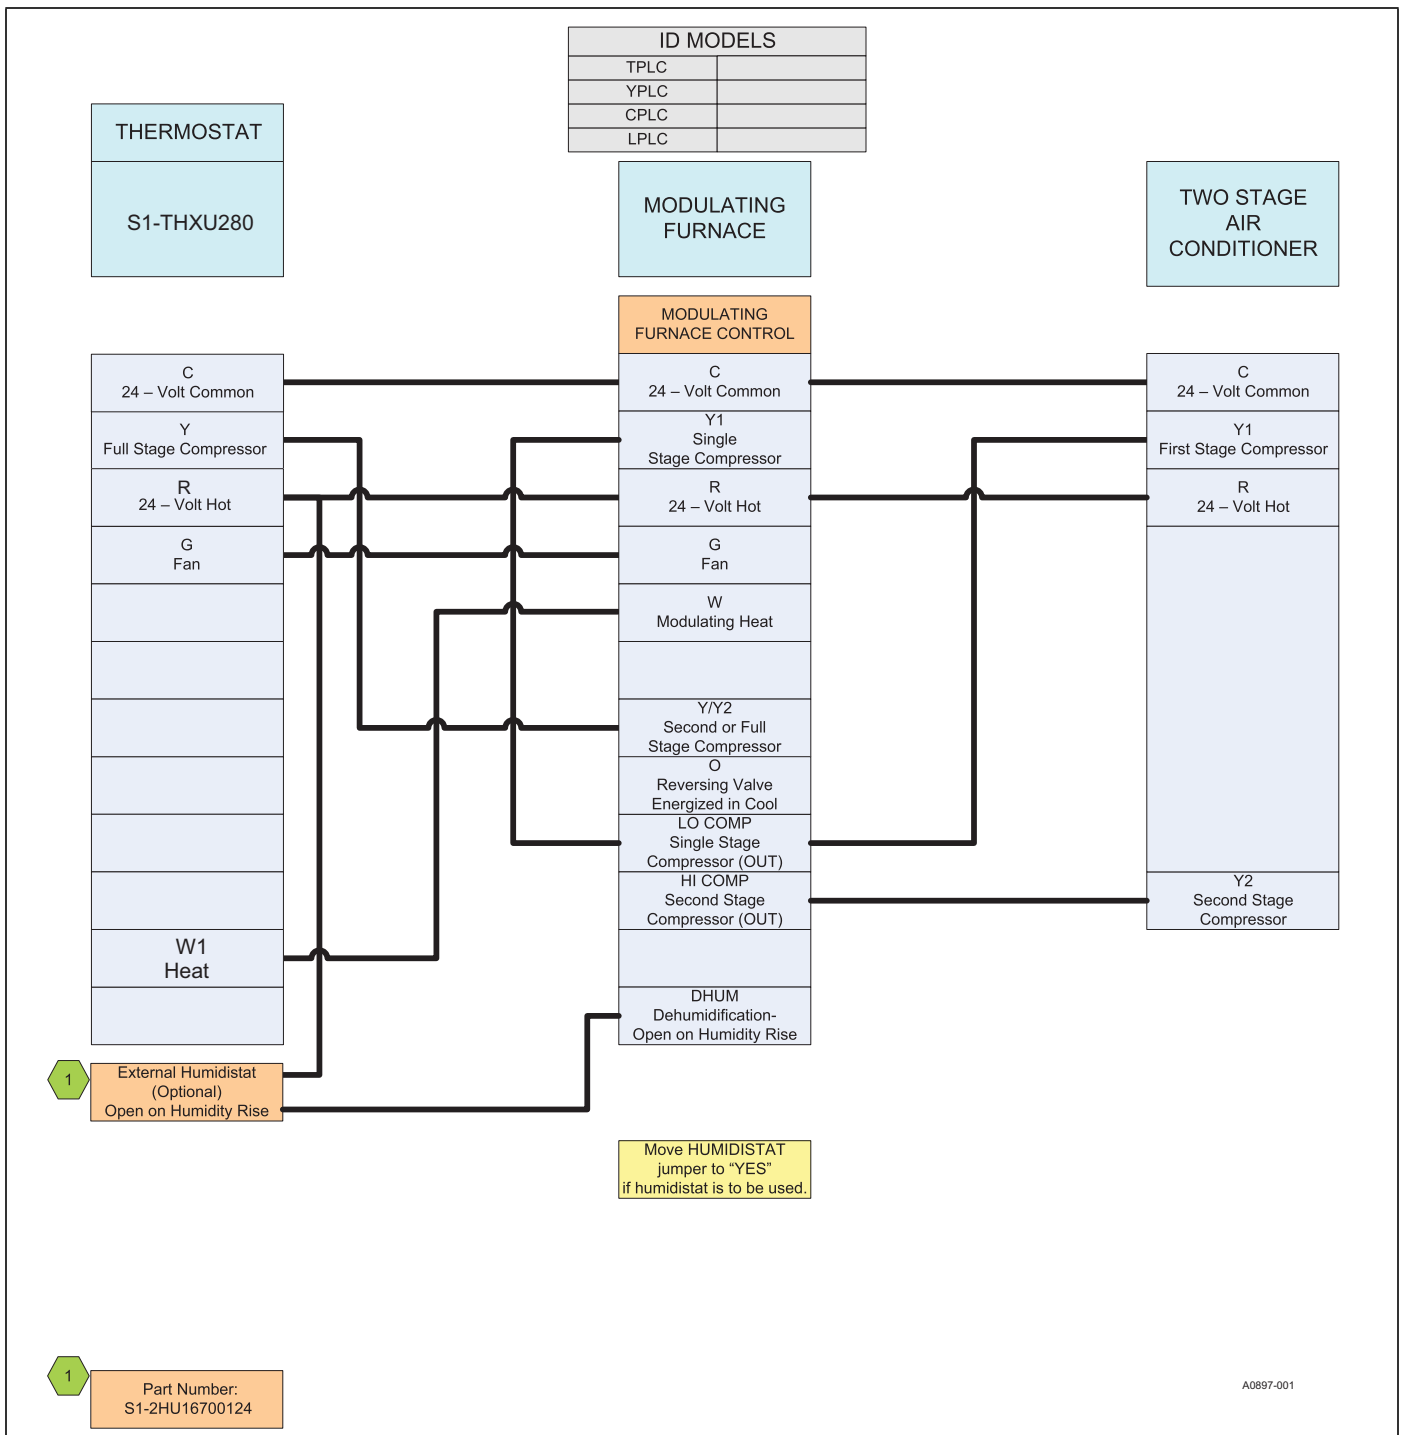 ID MODELS
TPLC
YPLC
CPLC
LPLC
THERMOSTAT
S1-THXU280
MODULATING
FURNACE
TWO STAGE
AIR
CONDITIONER
MODULATING
FURNACE CONTROL
C
24 – Volt Common
Y
Full Stage Compressor
R
24 – Volt Hot
G
Fan
W1
Heat
1
External Humidistat
(Optional)
Open on Humidity Rise
C
24 – Volt Common
Y1
Single
Stage Compressor
R
24 – Volt Hot
G
Fan
W
Modulating Heat
Y/Y2
Second or Full
Stage Compressor
O
Reversing Valve
Energized in Cool
LO COMP
Single Stage
Compressor (OUT)
HI COMP
Second Stage
Compressor (OUT)
DHUM
Dehumidification-
Open on Humidity Rise
C
24 – Volt Common
Y1
First Stage Compressor
R
24 – Volt Hot
Y2
Second Stage
Compressor
Move HUMIDISTAT
jumper to “YES”
if humidistat is to be used.
1
Part Number:
S1-2HU16700124
A0897-001